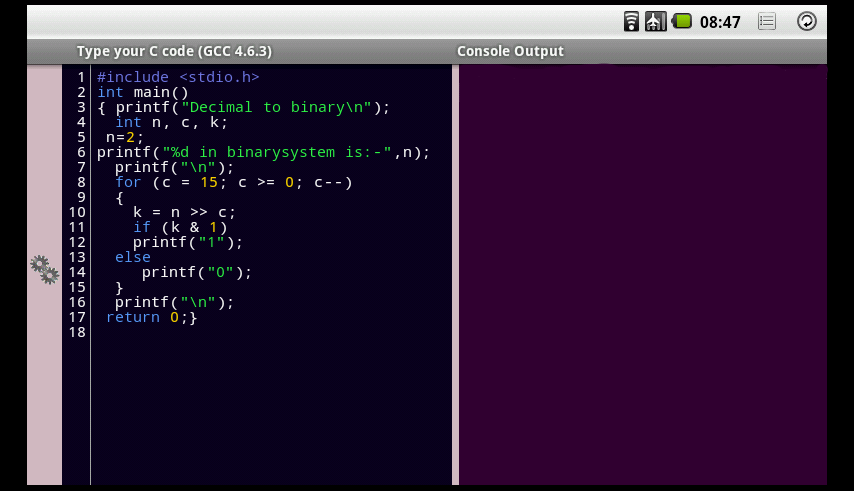 08:47
Type your C code (GCC 4.6.3)
Console Output
1 #include <stdio.h>
2 int main()
3 { printf("Decimal to binary\n");
4   int n, c, k;
5  n=2;
6 printf("%d in binarysystem is:-",n);
7   printf("\n");
8   for (c = 15; c >= 0; c--)
9   {
10     k = n >> c;
11     if (k & 1)
12     printf("1");
13   else
14      printf("0");
15   }
16   printf("\n");
17  return 0;}
18